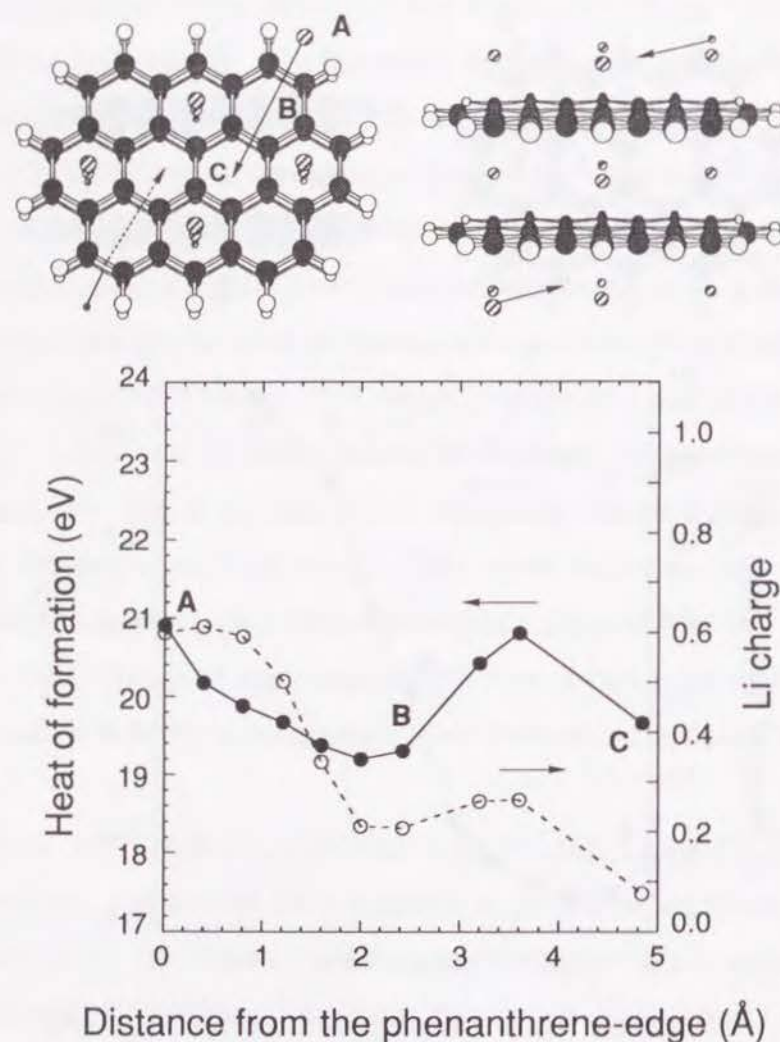 A
B
C
24
23
22
21
20
19
18
17
Heat of formation (eV)
A
B
C
1.0
0.8
0.6
0.4
0.2
0.0
Li charge
0 1 2 3 4 5
Distance from the phenanthrene-edge (Å)